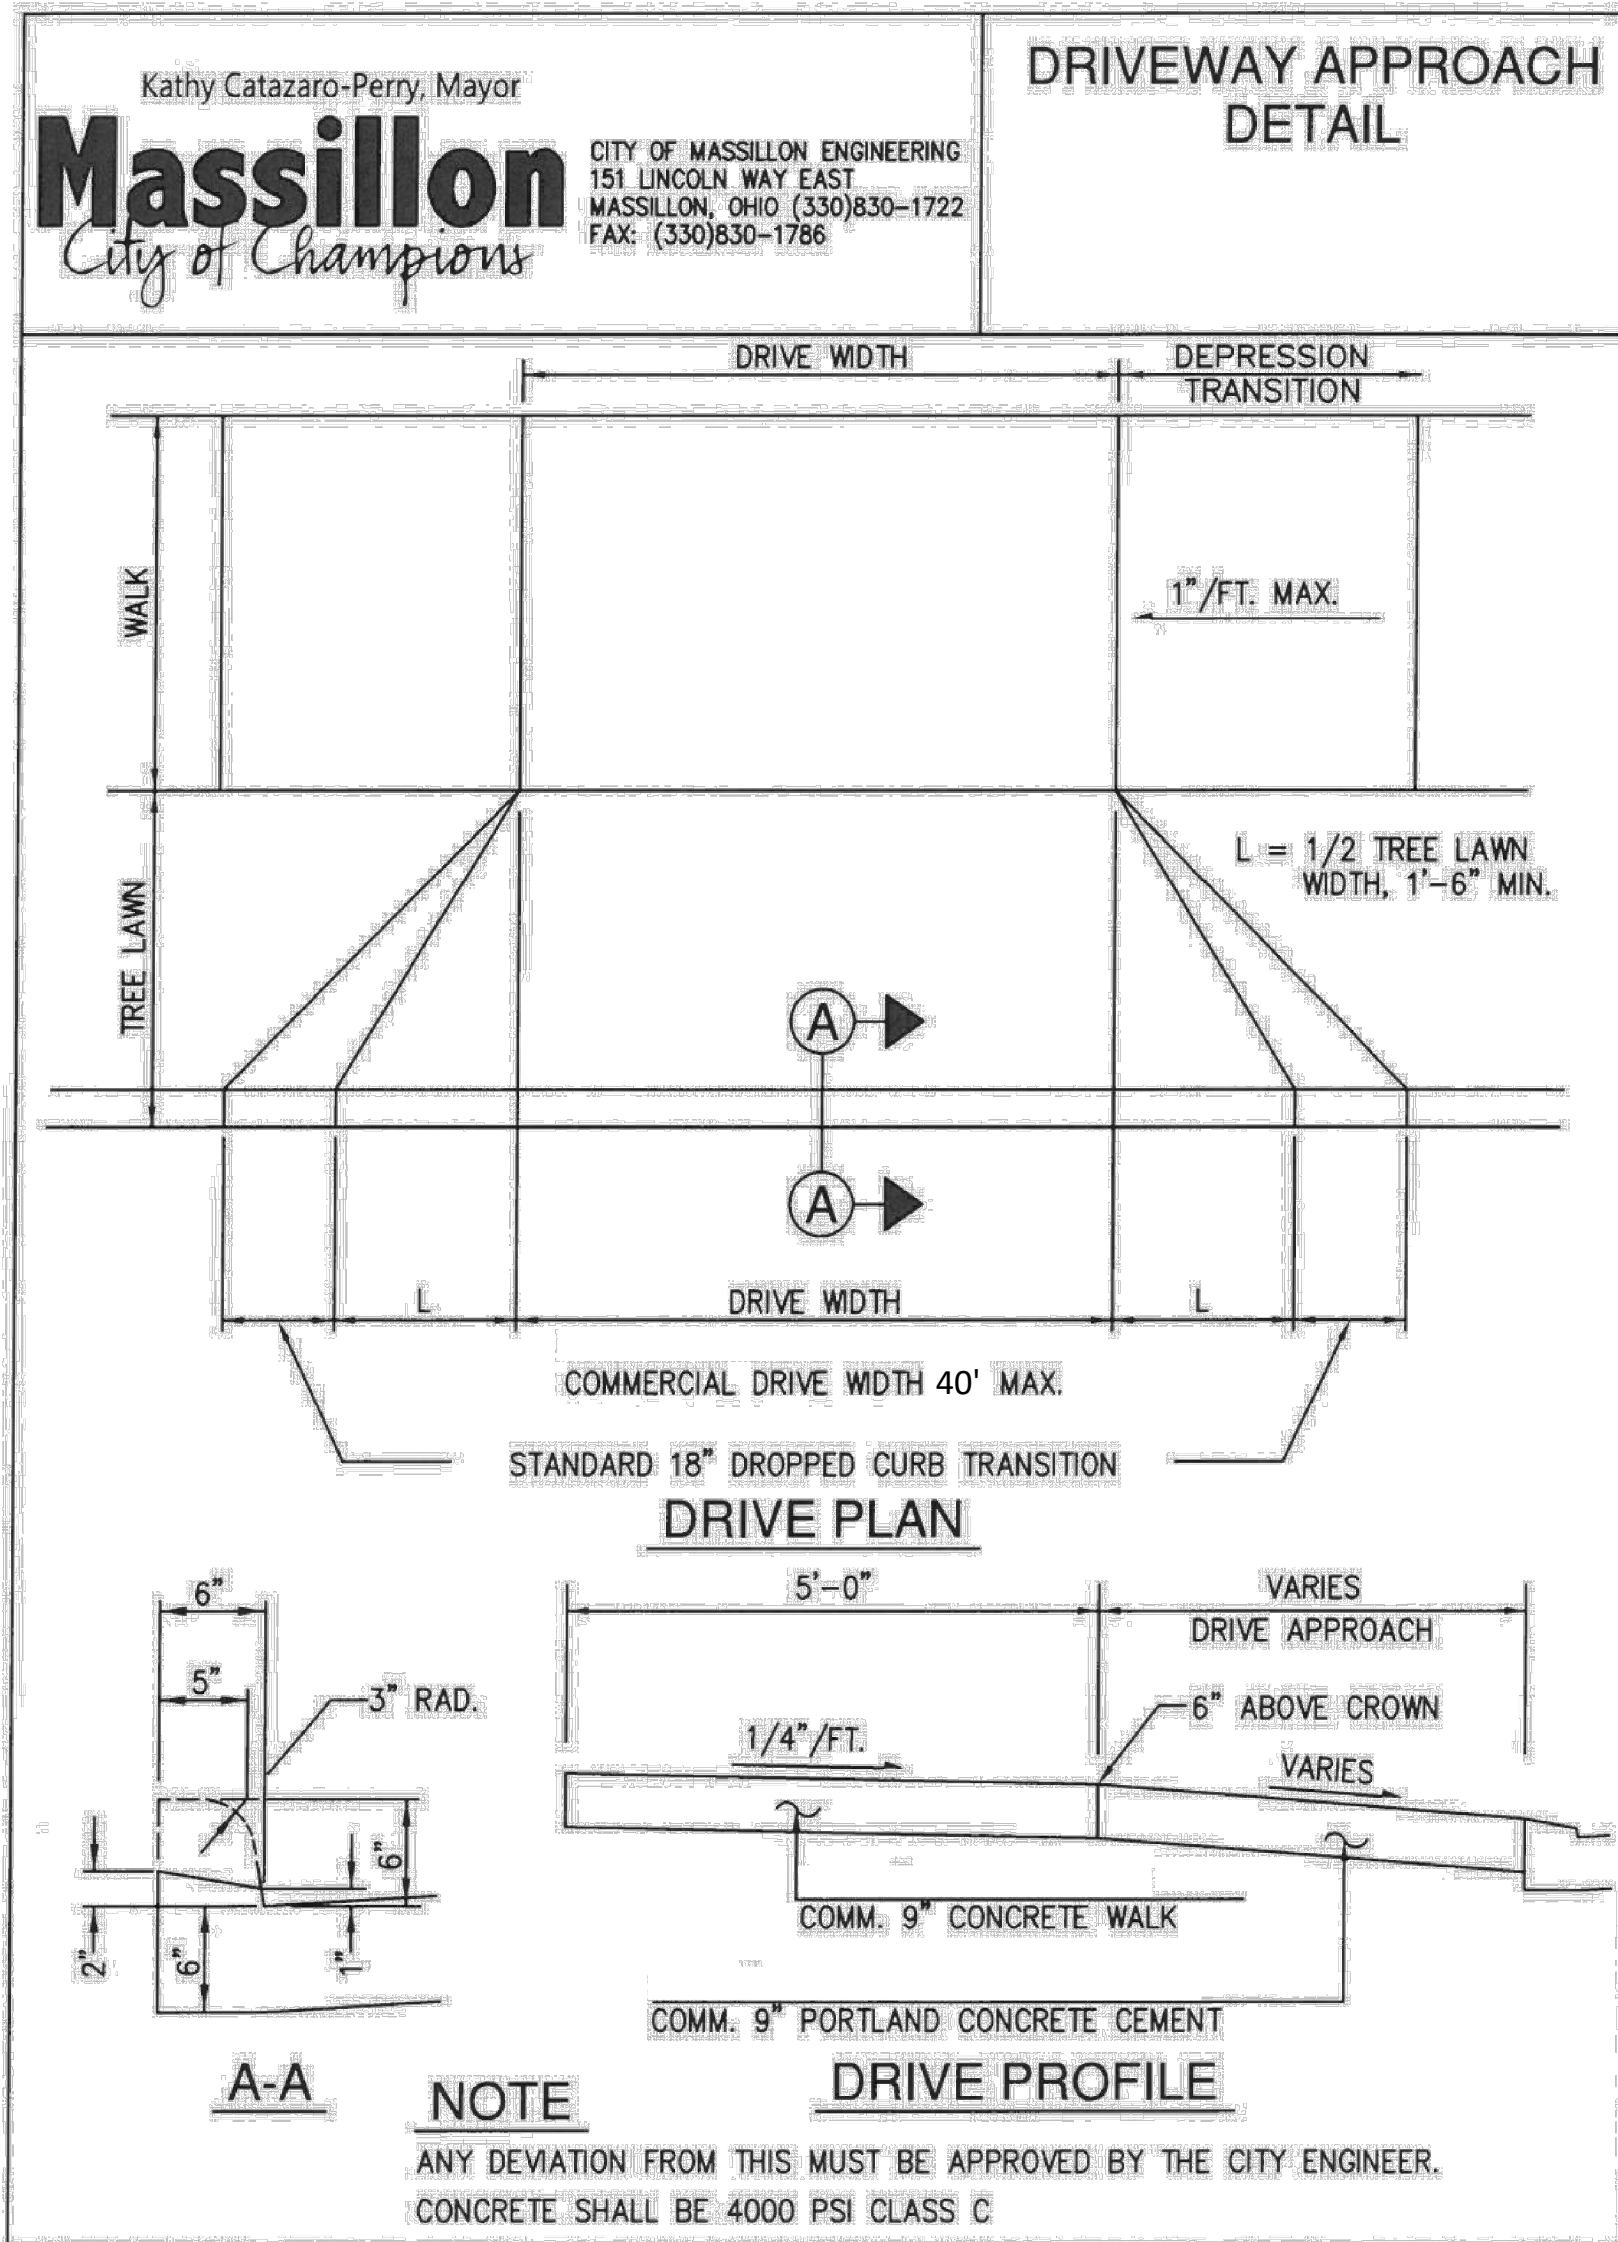 Kathy Catazaro-Perry, Mayor
Massillon
City of Champions
CITY OF MASSILLON ENGINEERING
151 LINCOLN WAY EAST
MASSILLON, OHIO (330)830-1722
FAX: (330)830-1786
DRIVEWAY APPROACH
DETAIL
DRIVE WIDTH
DEPRESSION
TRANSITION
WALK
1"/FT. MAX.
TREE LAWN
L = 1/2 TREE LAWN
WIDTH, 1'-6" MIN.
A
A
L
DRIVE WIDTH
L
COMMERCIAL DRIVE WIDTH 40' MAX.
STANDARD 18" DROPPED CURB TRANSITION
DRIVE PLAN
6"
5"
3" RAD.
6"
2"
6"
1"
A-A
5'-0"
VARIES
DRIVE APPROACH
6" ABOVE CROWN
1/4"/FT.
VARIES
COMM. 9" CONCRETE WALK
COMM. 9" PORTLAND CONCRETE CEMENT
DRIVE PROFILE
NOTE
ANY DEVIATION FROM THIS MUST BE APPROVED BY THE CITY ENGINEER.
CONCRETE SHALL BE 4000 PSI CLASS C